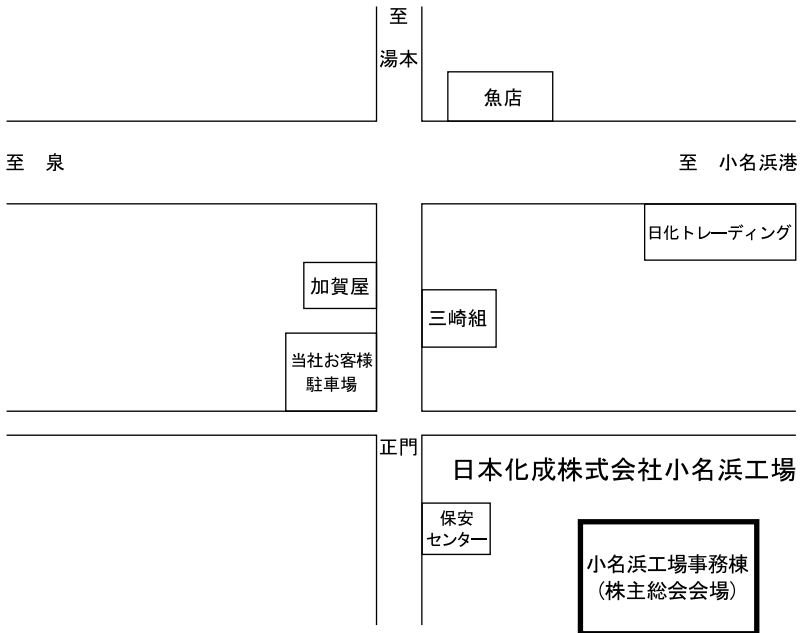 至
湯本
魚店
至　泉
至　小名浜港
日化トレーディング
加賀屋
三崎組
当社お客様
駐車場
正門
日本化成株式会社小名浜工場
保安
センター
小名浜工場事務棟
(株主総会会場)